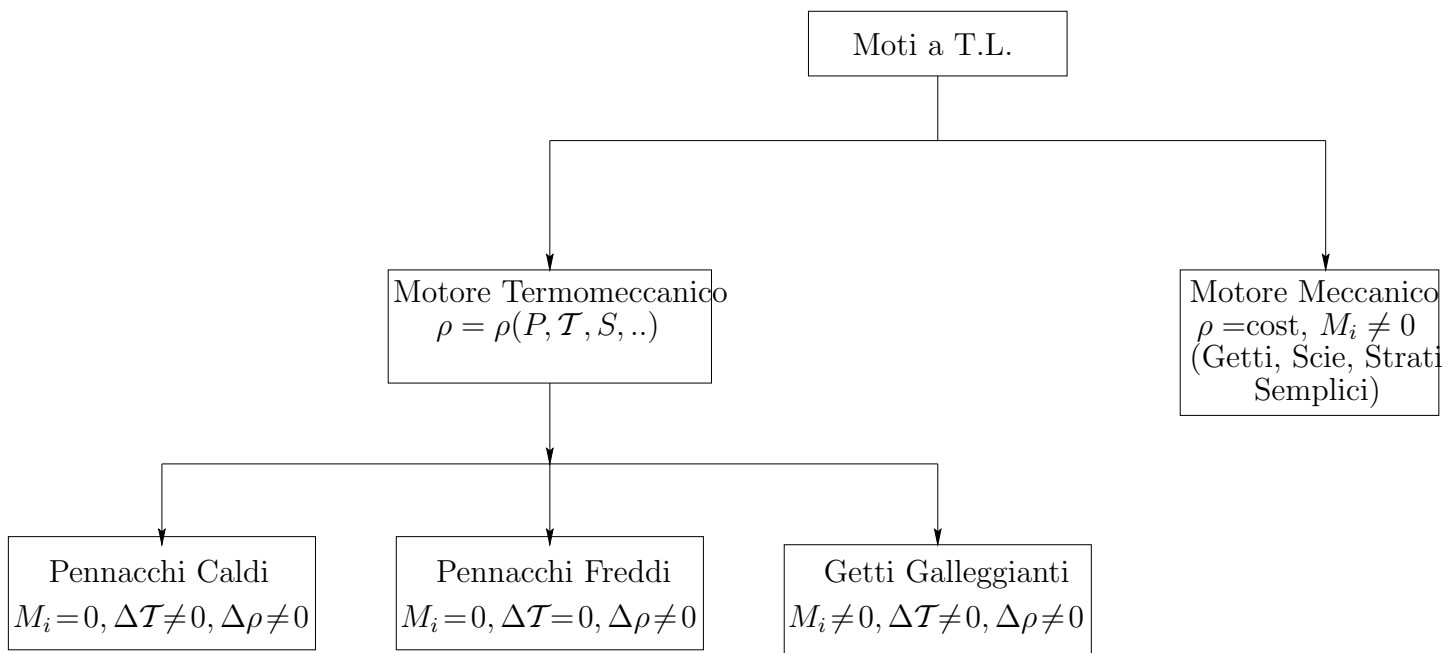 Moti a T.L.
Motore Termomeccanico
ρ = ρ(P, 𝒯, S, ..)
Motore Meccanico
ρ =cost, M_i ≠ 0
(Getti, Scie, Strati
Semplici)
Pennacchi Caldi
M_i=0, Δ𝒯≠0, Δρ≠0
Pennacchi Freddi
M_i=0, Δ𝒯=0, Δρ≠0
Getti Galleggianti
M_i≠0, Δ𝒯≠0, Δρ≠0